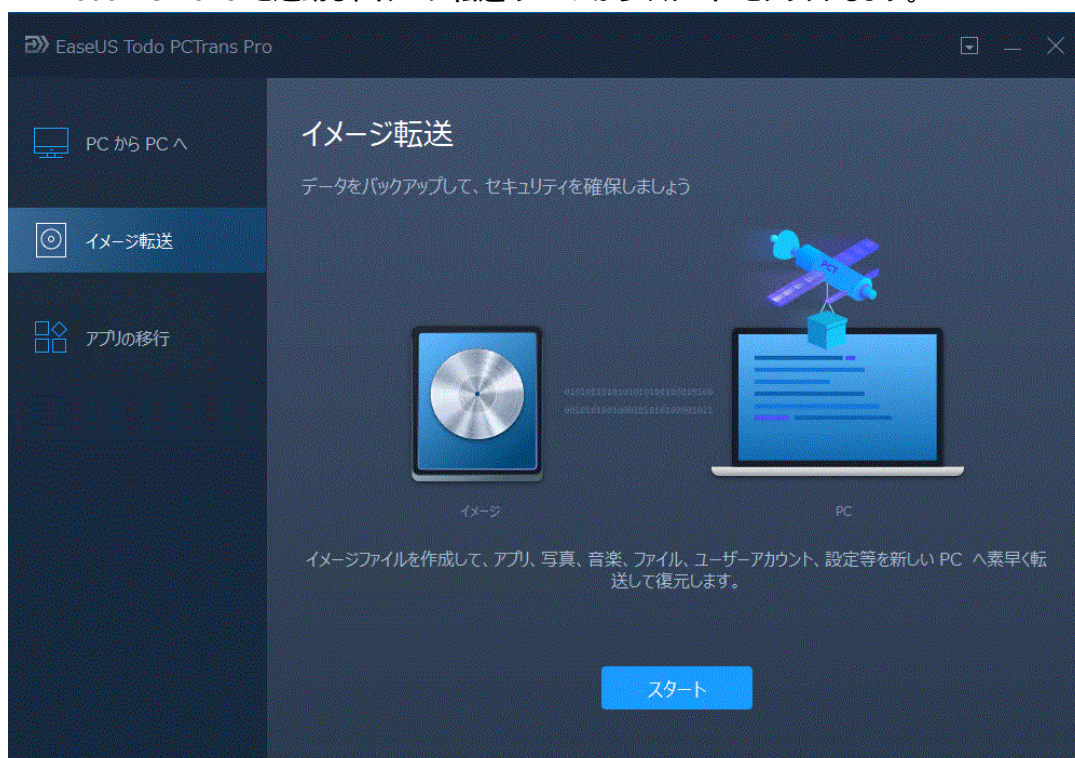 EaseUS Todo PCTrans Pro
PC から PC へ
イメージ転送
アプリの移行
イメージ転送
データをバックアップして、セキュリティを確保しましょう
PCT
イメージ
PC
イメージファイルを作成して、アプリ、写真、音楽、ファイル、ユーザーアカウント、設定等を新しい PC へ素早く転
送して復元します。
スタート